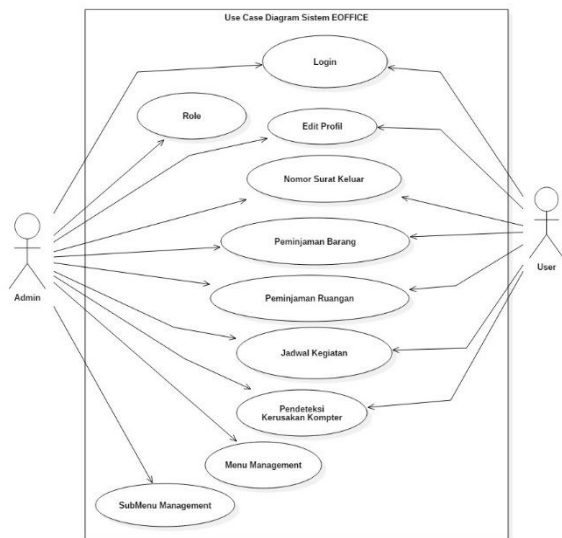 Use Case Diagram Sistem EOFFICE
Login
Role
Edit Profil
Nomor Surat Keluar
Peminjaman Barang
Admin
User
Peminjaman Ruangan
Jadwal Kegiatan
Pendeteksi
Kerusakan Kompter
Menu Management
SubMenu Management